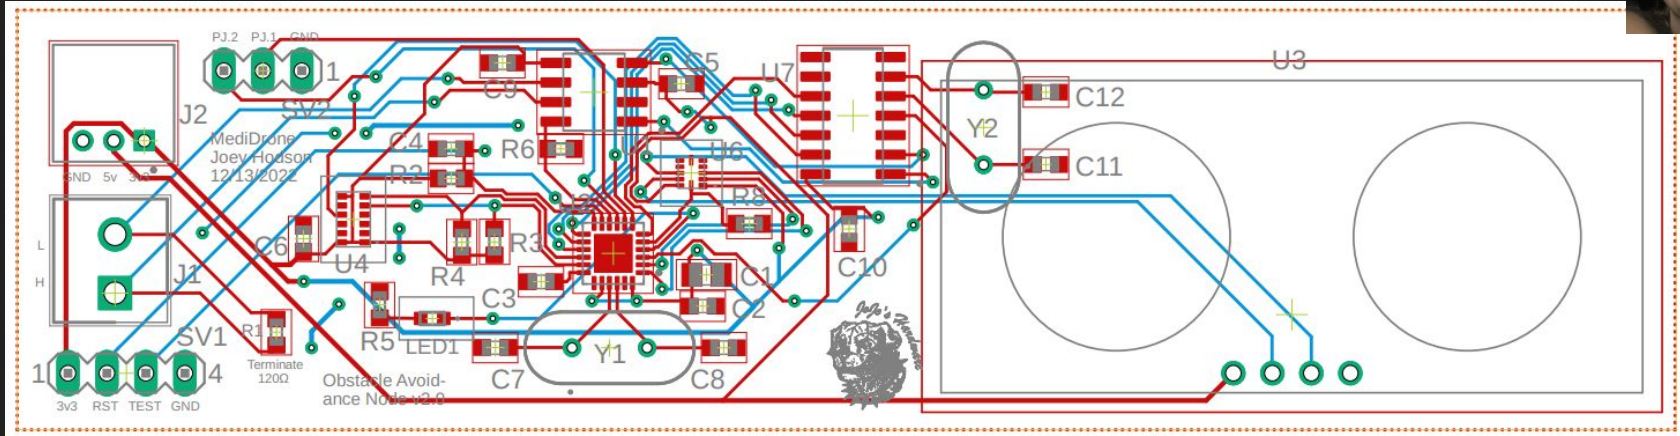 PJ.2 PJ.1 GND
1
SV2
J2
MediDrone
Joey Hodson
12/13/2022
GND 5v 3v3
C9
C5
U7
U3
C12
Y2
C11
C4
R6
R2
U6
R8
L
H
J1
C6
U4
R4
R3
C3
C1
C2
C10
R1
Terminate
120Ω
SV1
R5
LED1
Y1
C7
C8
1
4
3v3 RST TEST GND
Obstacle Avoid-
ance Node v2.0
JoJo's